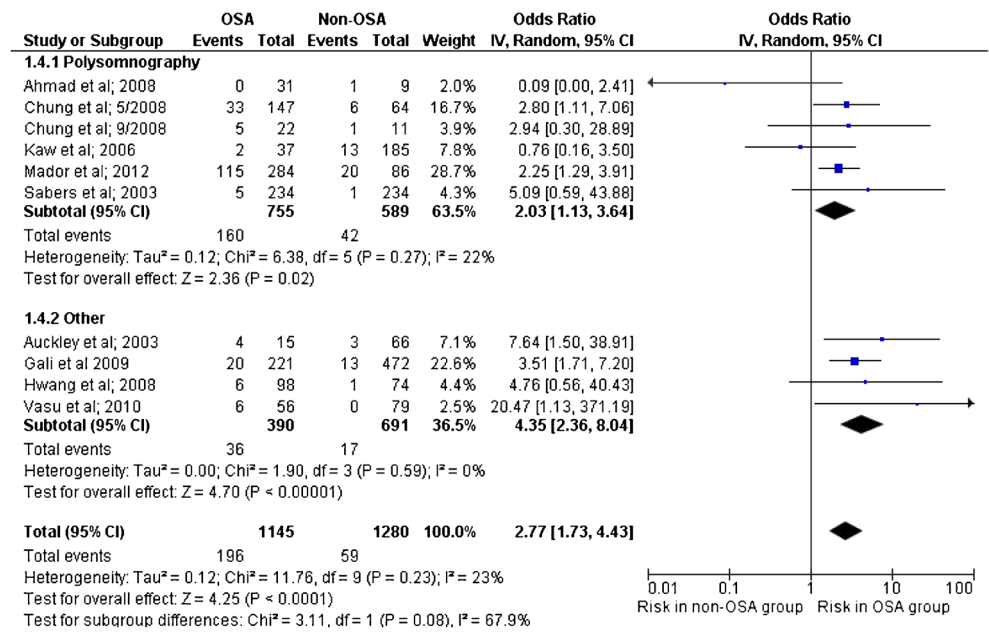 OSA Non-OSA Odds Ratio Odds Ratio
Study or Subgroup Events Total Events Total Weight IV, Random, 95% CI IV, Random, 95% CI
1.4.1 Polysomnography
Ahmad et al; 2008 0 31 1 9 2.0% 0.09 [0.00, 2.41]
Chung et al; 5/2008 33 147 6 64 16.7% 2.80 [1.11, 7.06]
Chung et al; 9/2008 5 22 1 11 3.9% 2.94 [0.30, 28.89]
Kaw et al; 2006 2 37 13 185 7.8% 0.76 [0.16, 3.50]
Mador et al; 2012 115 284 20 86 28.7% 2.25 [1.29, 3.91]
Sabers et al; 2003 5 234 1 234 4.3% 5.09 [0.59, 43.88]
Subtotal (95% CI) 755 589 63.5% 2.03 [1.13, 3.64]
Total events 160 42
Heterogeneity: Tau² = 0.12; Chi² = 6.38, df = 5 (P = 0.27); I² = 22%
Test for overall effect: Z = 2.36 (P = 0.02)
1.4.2 Other
Auckley et al; 2003 4 15 3 66 7.1% 7.64 [1.50, 38.91]
Gali et al 2009 20 221 13 472 22.6% 3.51 [1.71, 7.20]
Hwang et al; 2008 6 98 1 74 4.4% 4.76 [0.56, 40.43]
Vasu et al; 2010 6 56 0 79 2.5% 20.47 [1.13, 371.19]
Subtotal (95% CI) 390 691 36.5% 4.35 [2.36, 8.04]
Total events 36 17
Heterogeneity: Tau² = 0.00; Chi² = 1.90, df = 3 (P = 0.59); I² = 0%
Test for overall effect: Z = 4.70 (P < 0.00001)
Total (95% CI) 1145 1280 100.0% 2.77 [1.73, 4.43]
Total events 196 59
Heterogeneity: Tau² = 0.12; Chi² = 11.76, df = 9 (P = 0.23); I² = 23%
Test for overall effect: Z = 4.25 (P < 0.0001)
Test for subgroup differences: Chi² = 3.11, df = 1 (P = 0.08), I² = 67.9%
0.01 0.1 1 10 100
Risk in non-OSA group Risk in OSA group